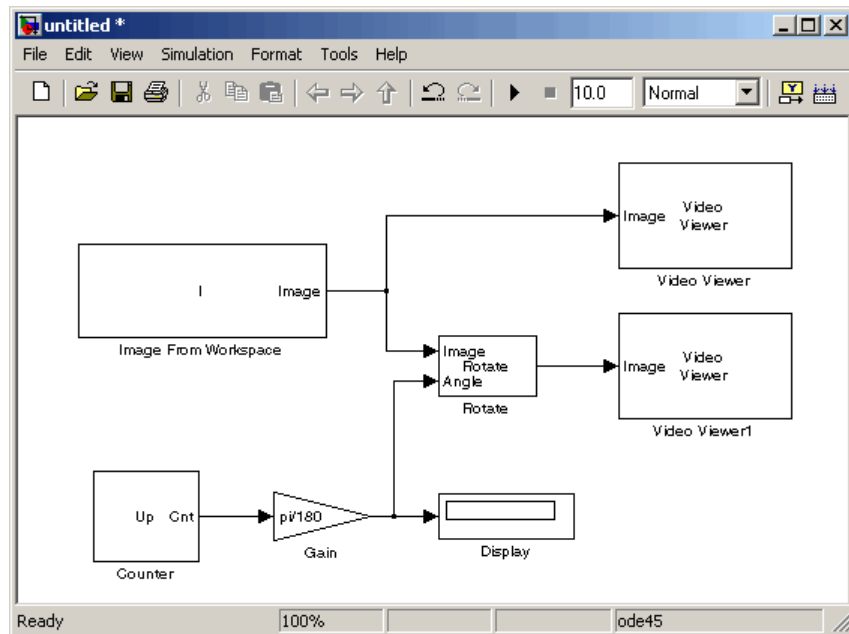 untitled *
File Edit View Simulation Format Tools Help
10.0 Normal
Image Video Viewer
Video Viewer
I Image
Image From Workspace
Image Rotate Angle
Rotate
Image Video Viewer
Video Viewer1
Up Cnt
Counter
pi/180
Gain
Display
Ready 100% ode45